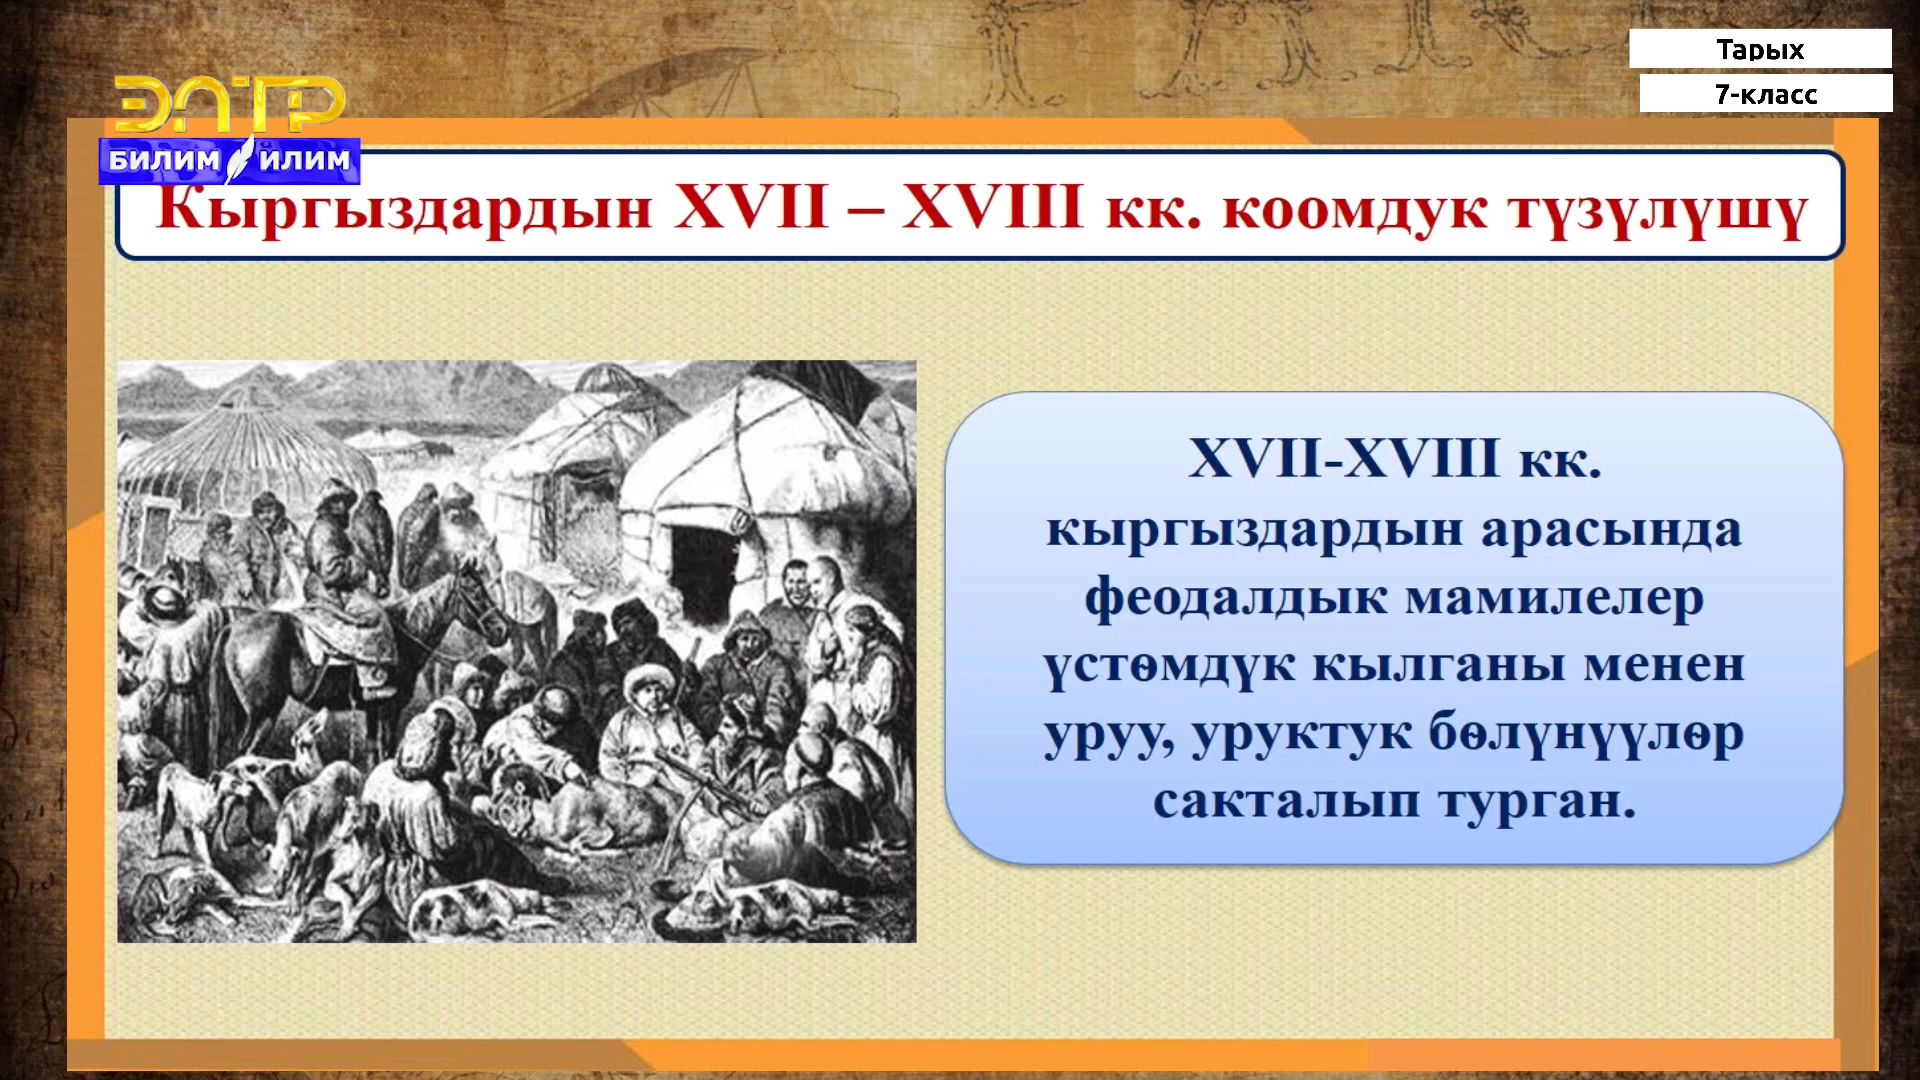 Тарых
7-класс
ЭЛТР
БИЛИМ ИЛИМ
Кыргыздардын XVII – XVIII кк. коомдук түзүлүшү
XVII-XVIII кк.
кыргыздардын арасында
феодалдык мамилелер
үстөмдүк кылганы менен
уруу, уруктук бөлүнүүлөр
сакталып турган.